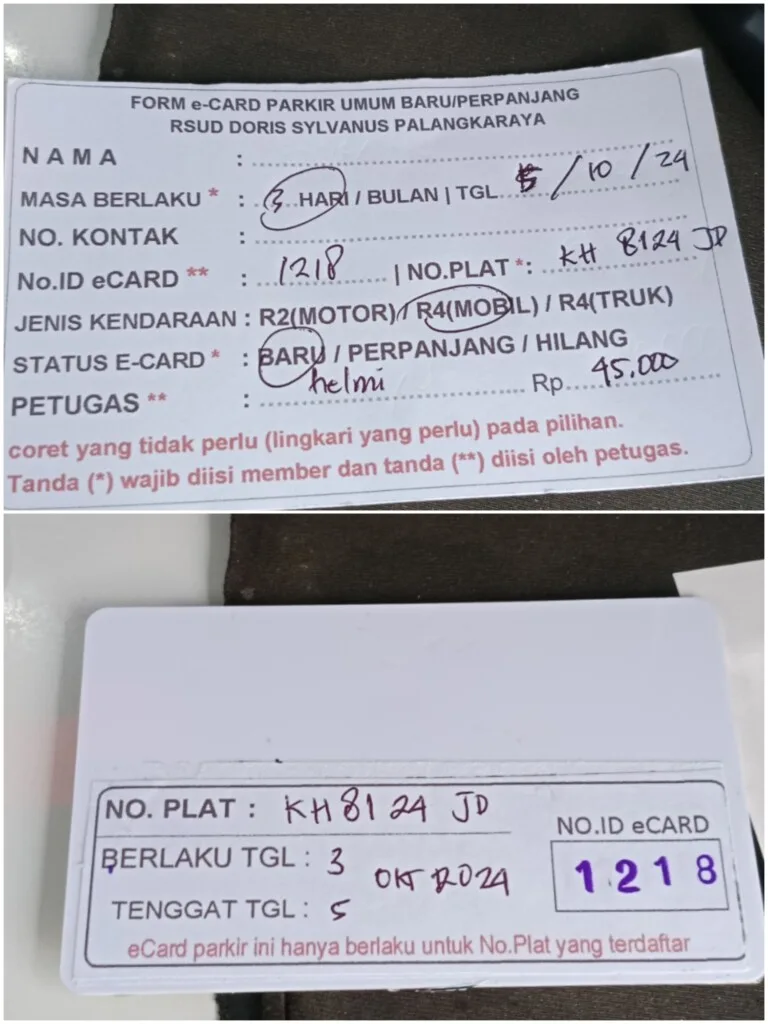 FORM e-CARD PARKIR UMUM BARU/PERPANJANG
RSUD DORIS SYLVANUS PALANGKARAYA
NAMA :
MASA BERLAKU * : 3 HARI / BULAN | TGL 5 / 10 / 24
NO. KONTAK :
No.ID eCARD ** : 1218 | NO.PLAT *: KH 8124 JD
JENIS KENDARAAN : R2(MOTOR) / R4(MOBIL) / R4(TRUK)
STATUS E-CARD * : BARU / PERPANJANG / HILANG
PETUGAS ** : helmi Rp. 45.000
coret yang tidak perlu (lingkari yang perlu) pada pilihan.
Tanda (*) wajib diisi member dan tanda (**) diisi oleh petugas.
NO. PLAT : KH 8124 JD
NO.ID eCARD
BERLAKU TGL : 3 OKT 2024
1218
TENGGAT TGL : 5
eCard parkir ini hanya berlaku untuk No.Plat yang terdaftar